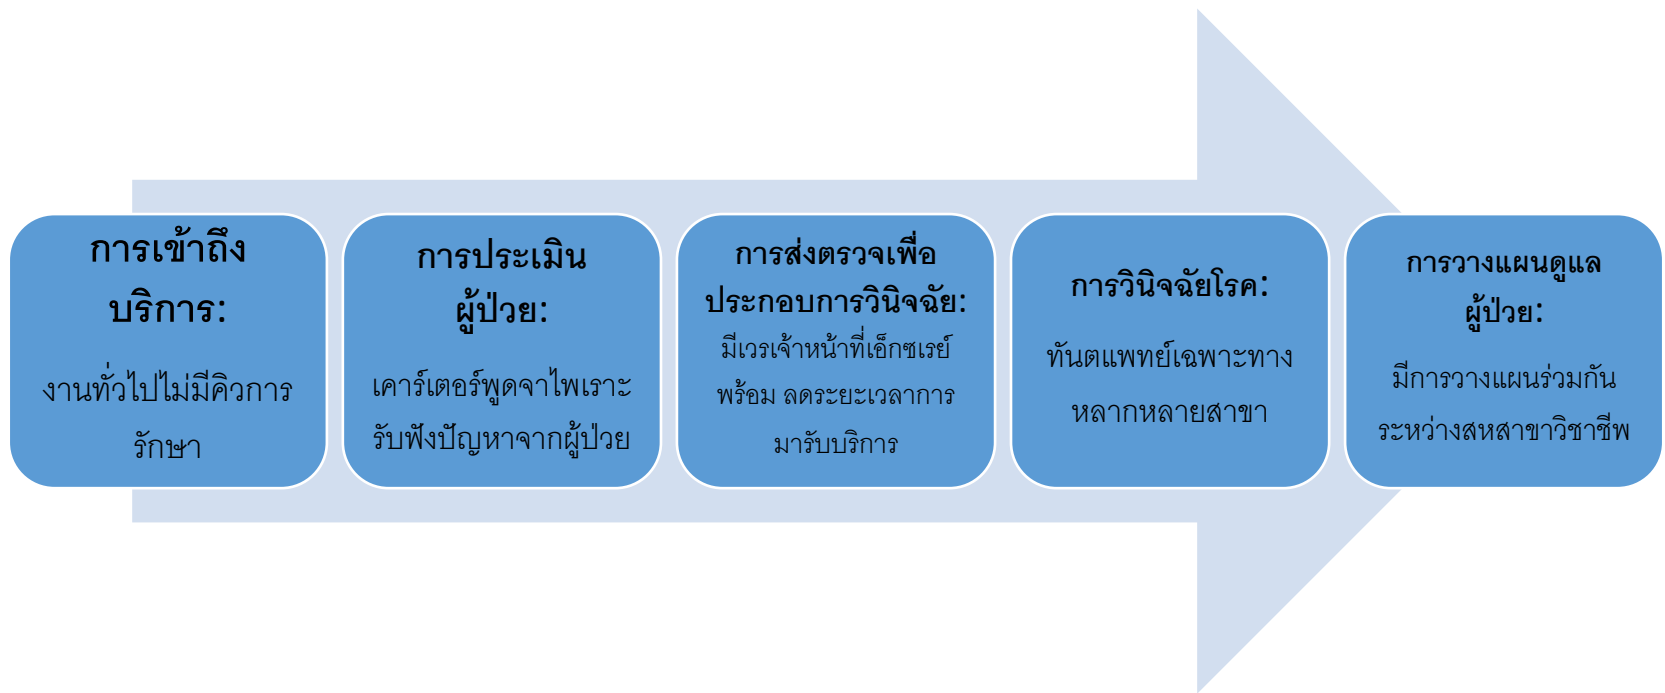 การเข้าถึง
บริการ:
งานทั่วไปไม่มีคิวการ
รักษา
การประเมิน
ผู้ป่วย:
เคาร์เตอร์พูดจาไพเราะ
รับฟังปัญหาจากผู้ป่วย
การส่งตรวจเพื่อ
ประกอบการวินิจฉัย:
มีเวรเจ้าหน้าที่เอ็กซเรย์
พร้อม ลดระยะเวลาการ
มารับบริการ
การวินิจฉัยโรค:
ทันตแพทย์เฉพาะทาง
หลากหลายสาขา
การวางแผนดูแล
ผู้ป่วย:
มีการวางแผนร่วมกัน
ระหว่างสหสาขาวิชาชีพ